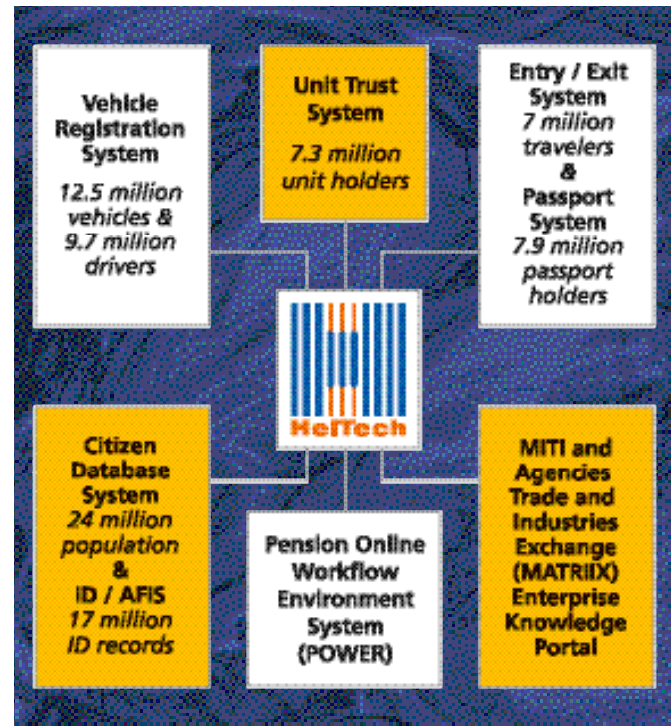 Vehicle
Registration
System
12.5 million
vehicles &
9.7 million
drivers
Unit Trust
System
7.3 million
unit holders
Entry / Exit
System
7 million
travelers
&
Passport
System
7.9 million
passport
holders
HeiTech
Citizen
Database
System
24 million
population
&
ID / AFIS
17 million
ID records
Pension Online
Workflow
Environment
System
(POWER)
MITI and
Agencies
Trade and
Industries
Exchange
(MATRIIX)
Enterprise
Knowledge
Portal